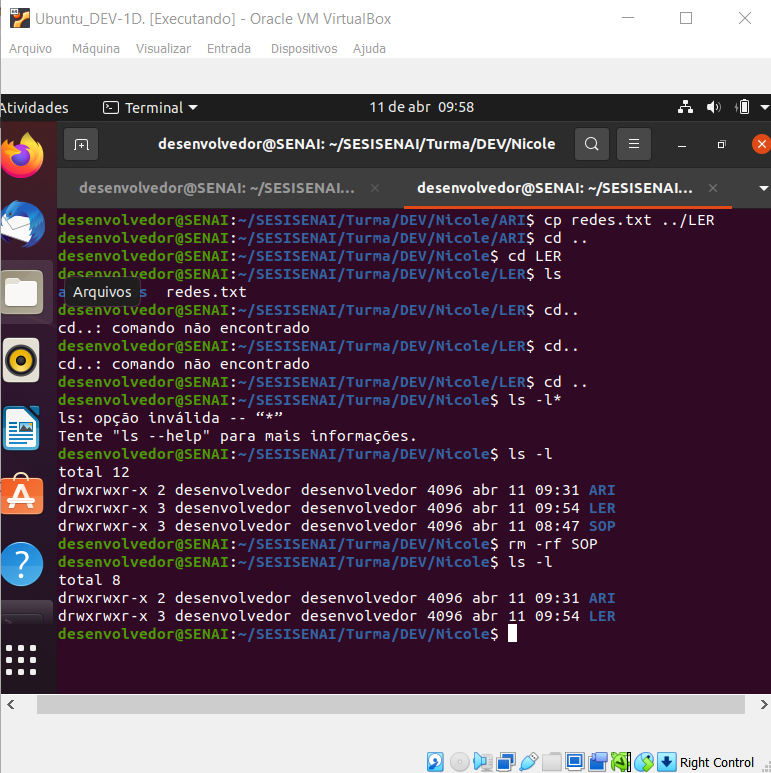 Ubuntu_DEV-1D. [Executando] - Oracle VM VirtualBox
Arquivo Máquina Visualizar Entrada Dispositivos Ajuda
Atividades Terminal 11 de abr 09:58
desenvolvedor@SENAI: ~/SESISENAI/Turma/DEV/Nicole
desenvolvedor@SENAI: ~/SESISENAI... × desenvolvedor@SENAI: ~/SESISENAI... ×
desenvolvedor@SENAI:~/SESISENAI/Turma/DEV/Nicole/ARI$ cp redes.txt ../LER
desenvolvedor@SENAI:~/SESISENAI/Turma/DEV/Nicole/ARI$ cd ..
desenvolvedor@SENAI:~/SESISENAI/Turma/DEV/Nicole$ cd LER
desenvolvedor@SENAI:~/SESISENAI/Turma/DEV/Nicole/LER$ ls
Arquivos redes.txt
desenvolvedor@SENAI:~/SESISENAI/Turma/DEV/Nicole/LER$ cd..
cd..: comando não encontrado
desenvolvedor@SENAI:~/SESISENAI/Turma/DEV/Nicole/LER$ cd..
cd..: comando não encontrado
desenvolvedor@SENAI:~/SESISENAI/Turma/DEV/Nicole/LER$ cd ..
desenvolvedor@SENAI:~/SESISENAI/Turma/DEV/Nicole$ ls -l*
ls: opção inválida -- “*”
Tente "ls --help" para mais informações.
desenvolvedor@SENAI:~/SESISENAI/Turma/DEV/Nicole$ ls -l
total 12
drwxrwxr-x 2 desenvolvedor desenvolvedor 4096 abr 11 09:31 ARI
drwxrwxr-x 3 desenvolvedor desenvolvedor 4096 abr 11 09:54 LER
drwxrwxr-x 3 desenvolvedor desenvolvedor 4096 abr 11 08:47 SOP
desenvolvedor@SENAI:~/SESISENAI/Turma/DEV/Nicole$ rm -rf SOP
desenvolvedor@SENAI:~/SESISENAI/Turma/DEV/Nicole$ ls -l
total 8
drwxrwxr-x 2 desenvolvedor desenvolvedor 4096 abr 11 09:31 ARI
drwxrwxr-x 3 desenvolvedor desenvolvedor 4096 abr 11 09:54 LER
desenvolvedor@SENAI:~/SESISENAI/Turma/DEV/Nicole$
Right Control